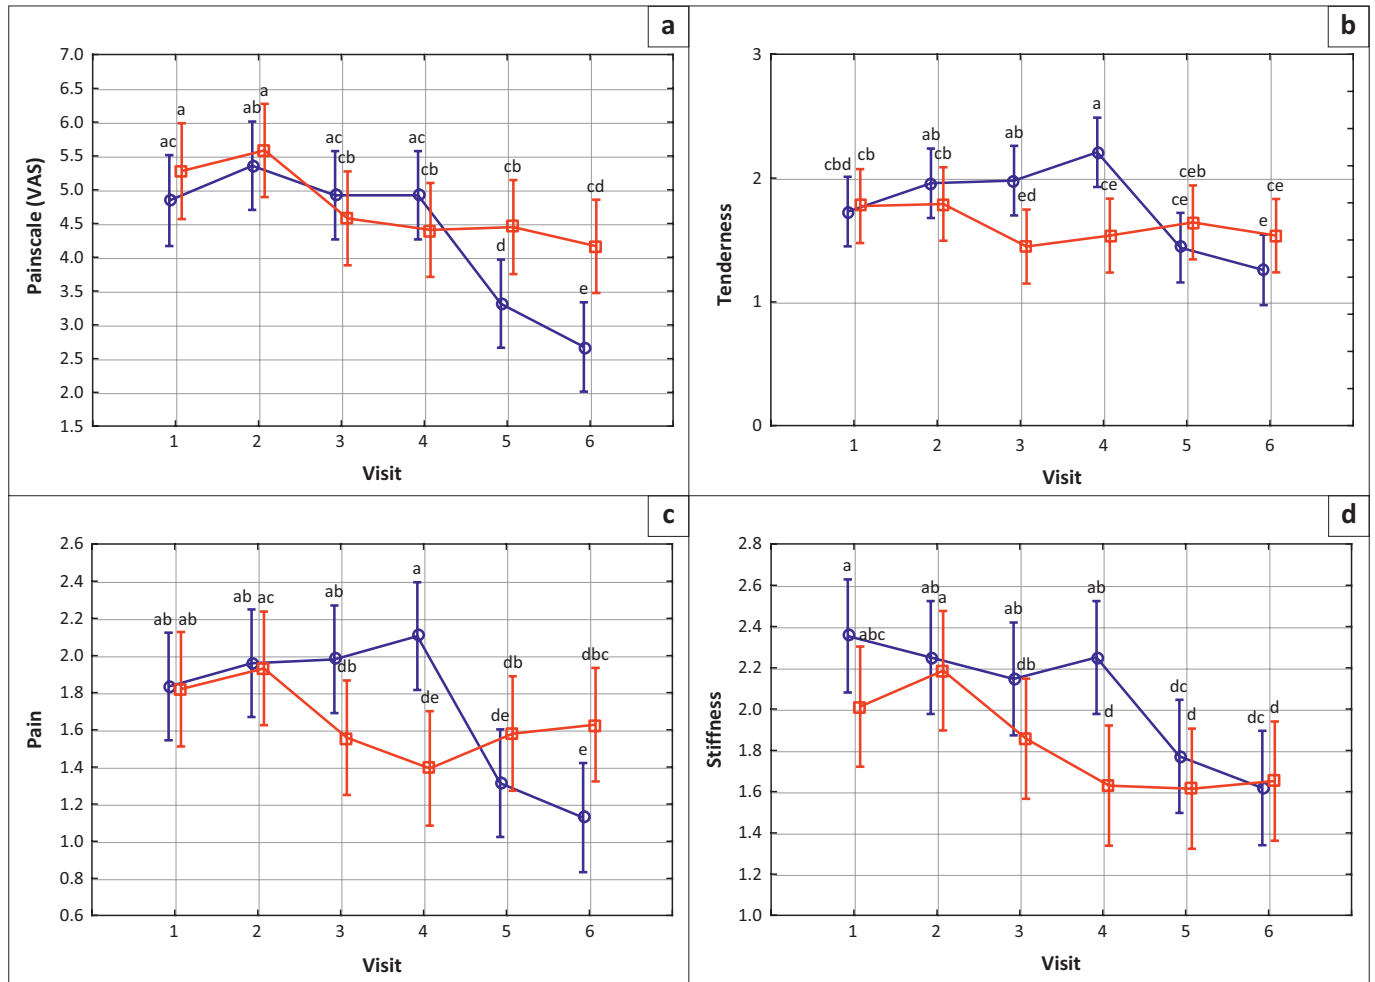 a
Painscale (VAS)
7.0
6.5
6.0
5.5
5.0
4.5
4.0
3.5
3.0
2.5
2.0
1.5
ac
a
ab
a
ac
cb
ac
cb
d
cb
e
cd
1 2 3 4 5 6
Visit
b
Tenderness
3
2
1
0
cbd
cb
ab
cb
ab
ed
a
ce
ce
ceb
e
ce
1 2 3 4 5 6
Visit
c
Pain
2.6
2.4
2.2
2.0
1.8
1.6
1.4
1.2
1.0
0.8
0.6
ab
ab
ab
ac
ab
db
a
de
de
db
e
dbc
1 2 3 4 5 6
Visit
d
Stiffness
2.8
2.6
2.4
2.2
2.0
1.8
1.6
1.4
1.2
1.0
a
abc
ab
a
ab
db
ab
d
dc
d
dc
d
1 2 3 4 5 6
Visit